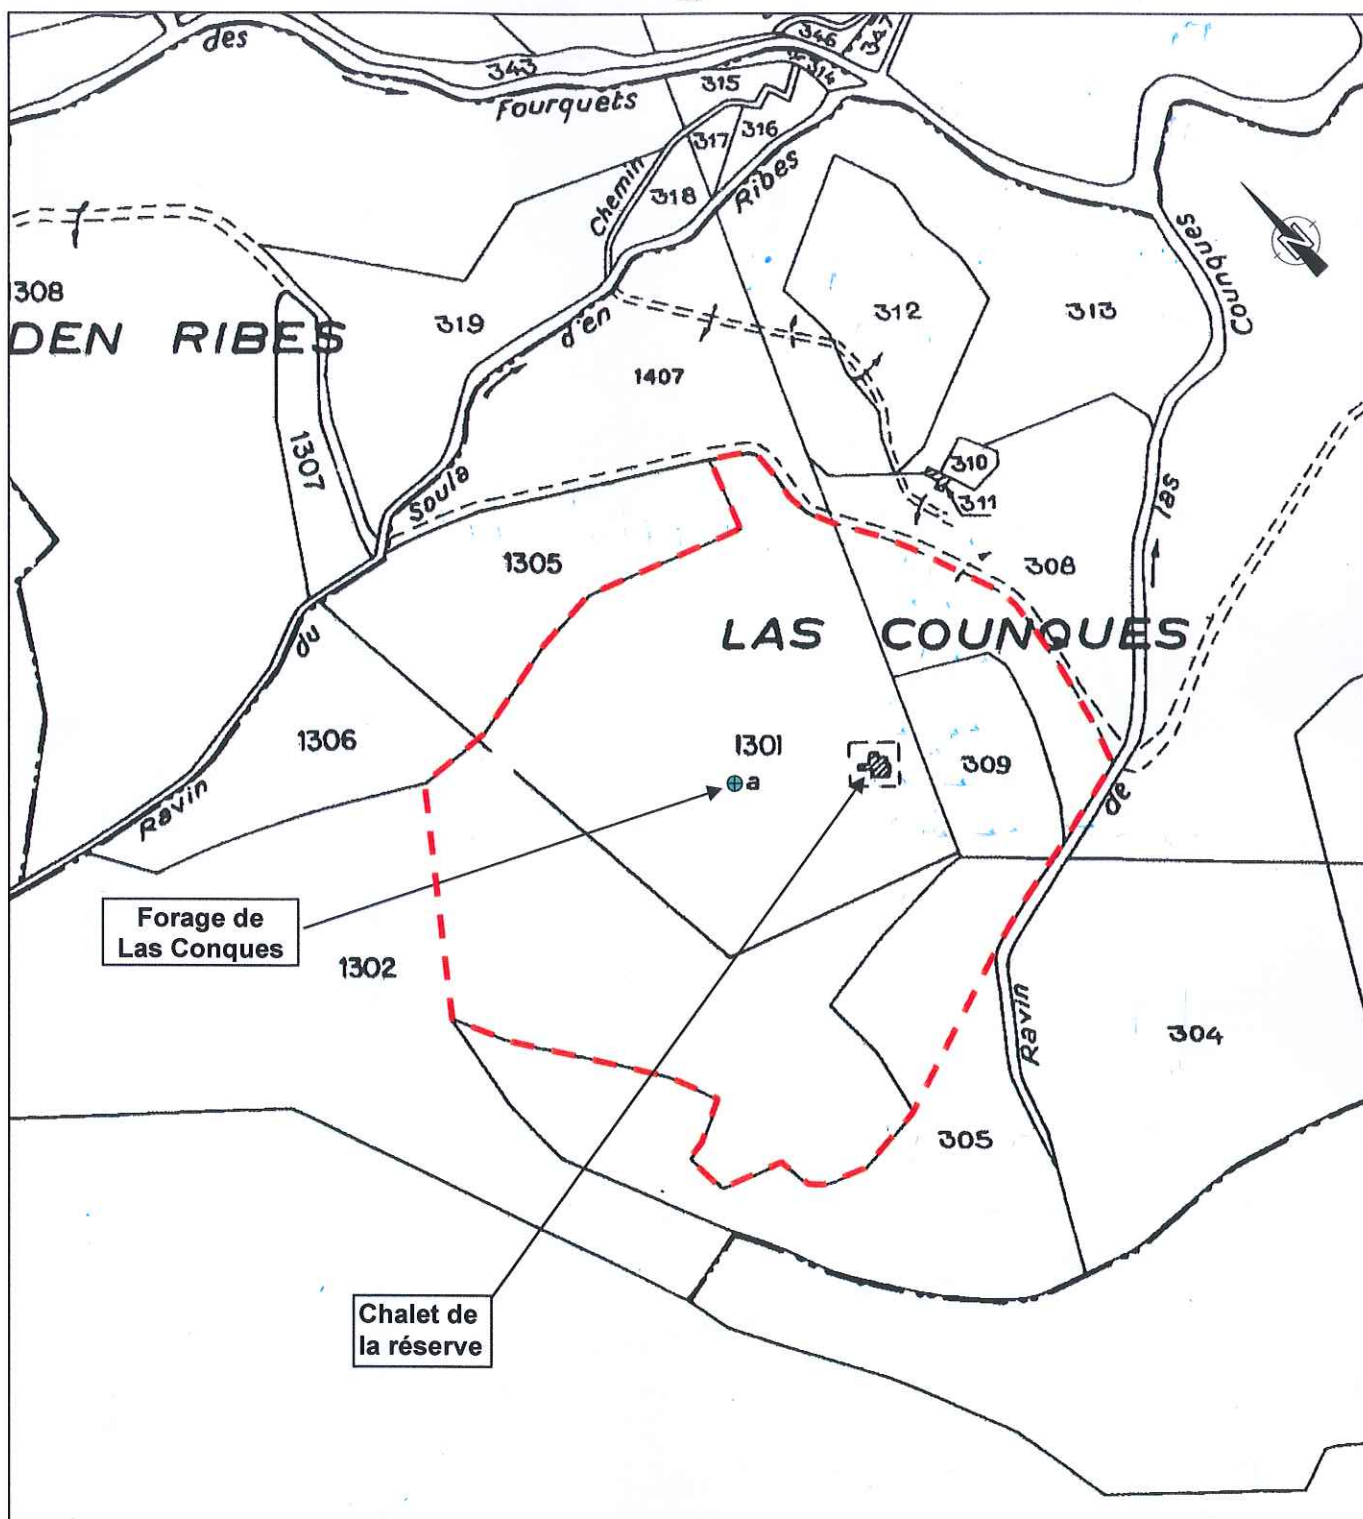 des
343
Fourquets
346
347
314
315
317
316
Chemin
318
Ribes
Counques
1308
DEN RIBES
319
d'en
312
313
1407
1307
310
311
Soula
las
1305
308
LAS COUNQUES
du
1306
1301
309
a
de
Ravin
Forage de
Las Conques
1302
Ravin
304
305
Chalet de
la réserve
N